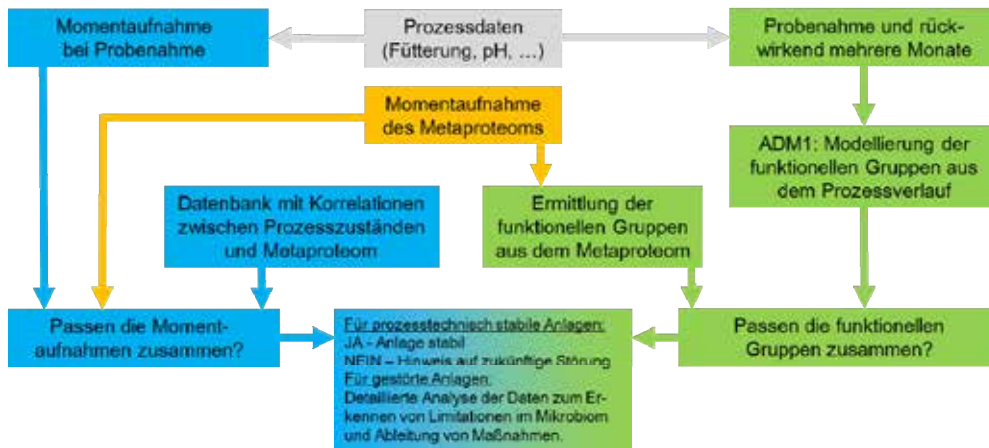 Momentaufnahme
bei Probenahme
Prozessdaten
(Fütterung, pH, ...)
Probenahme und rück-
wirkend mehrere Monate
Momentaufnahme
des Metaproteoms
ADM1: Modellierung der
funktionellen Gruppen aus
dem Prozessverlauf
Datenbank mit Korrelationen
zwischen Prozesszuständen
und Metaproteom
Ermittlung der
funktionellen Gruppen
aus dem Metaproteom
Passen die Moment-
aufnahmen zusammen?
Für prozesstechnisch stabile Anlagen:
JA - Anlage stabil
NEIN – Hinweis auf zukünftige Störung
Für gestörte Anlagen:
Detaillierte Analyse der Daten zum Er-
kennen von Limitationen im Mikrobiom
und Ableitung von Maßnahmen.
Passen die funktionellen
Gruppen zusammen?